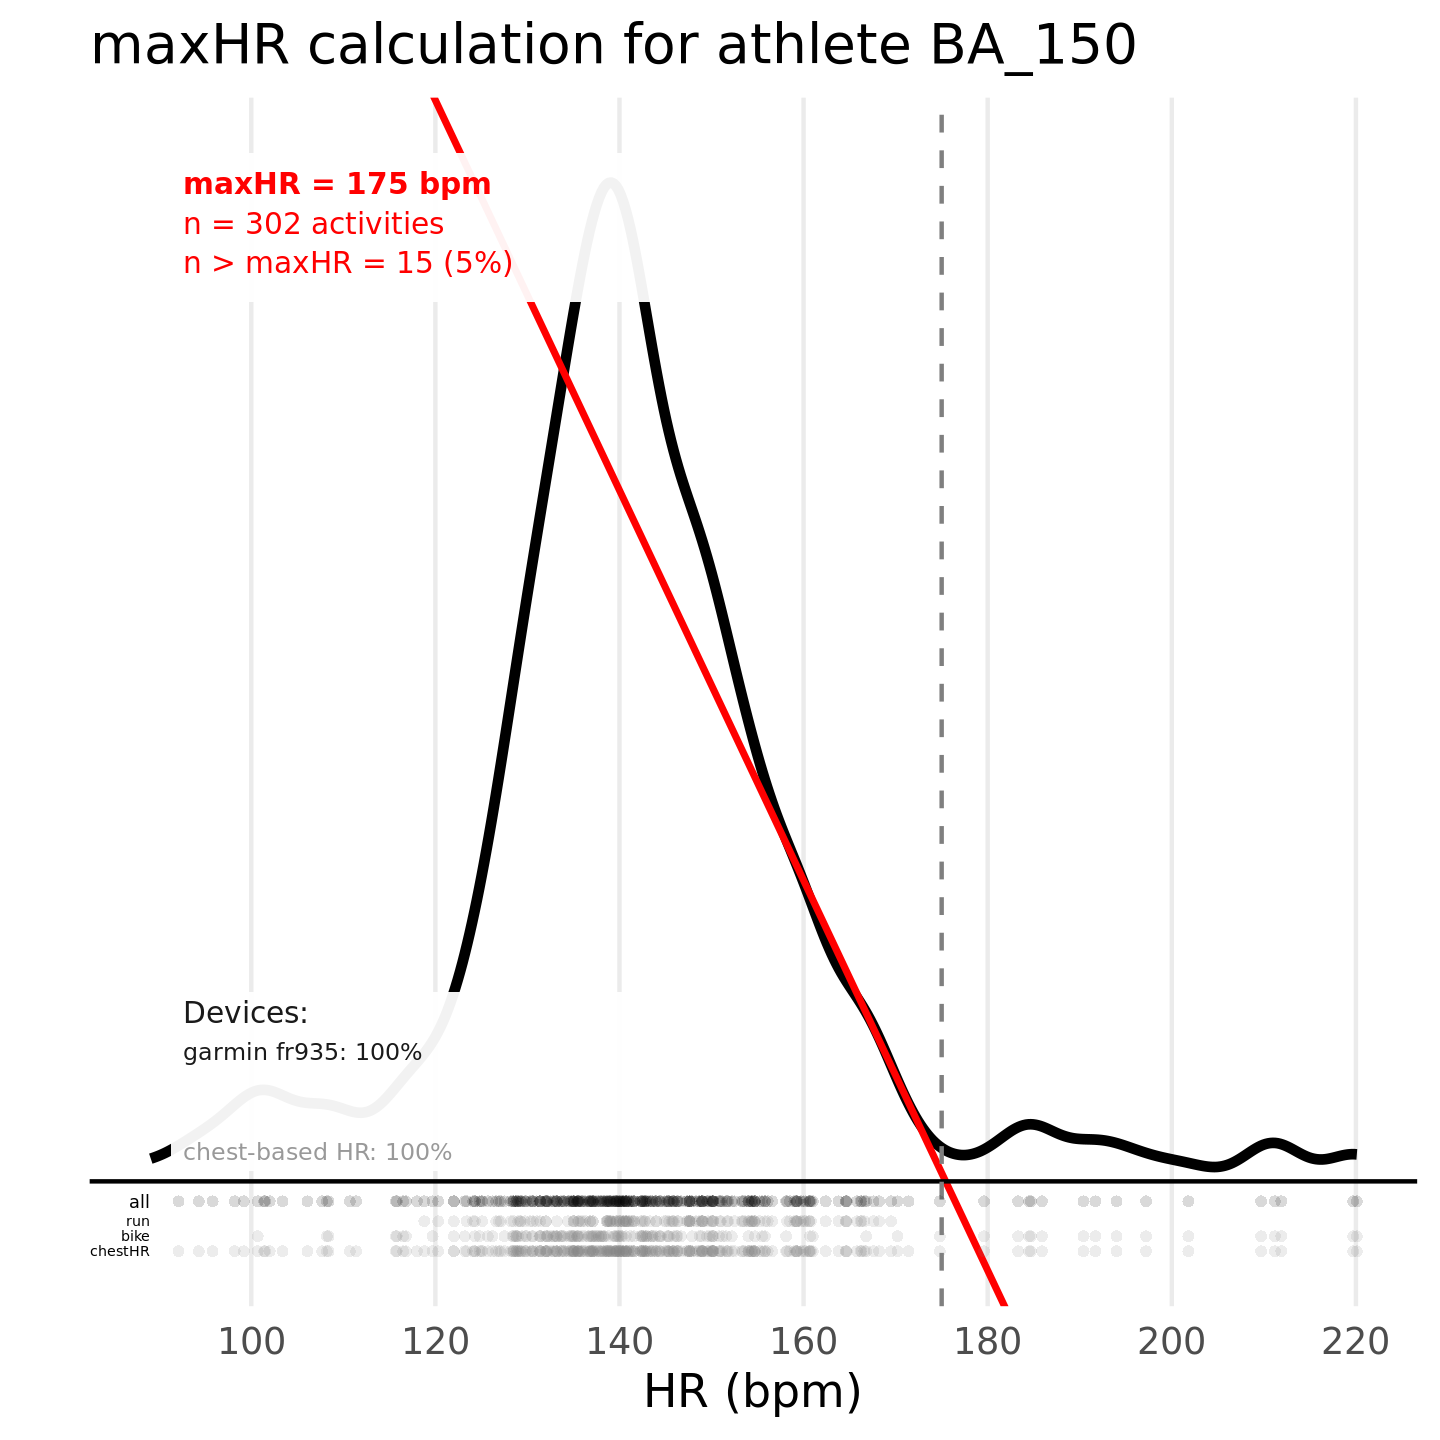 maxHR calculation for athlete BA_150
maxHR = 175 bpm
n = 302 activities
n > maxHR = 15 (5%)
Devices:
garmin fr935: 100%
chest-based HR: 100%
all
run
bike
chestHR
100 120 140 160 180 200 220
HR (bpm)